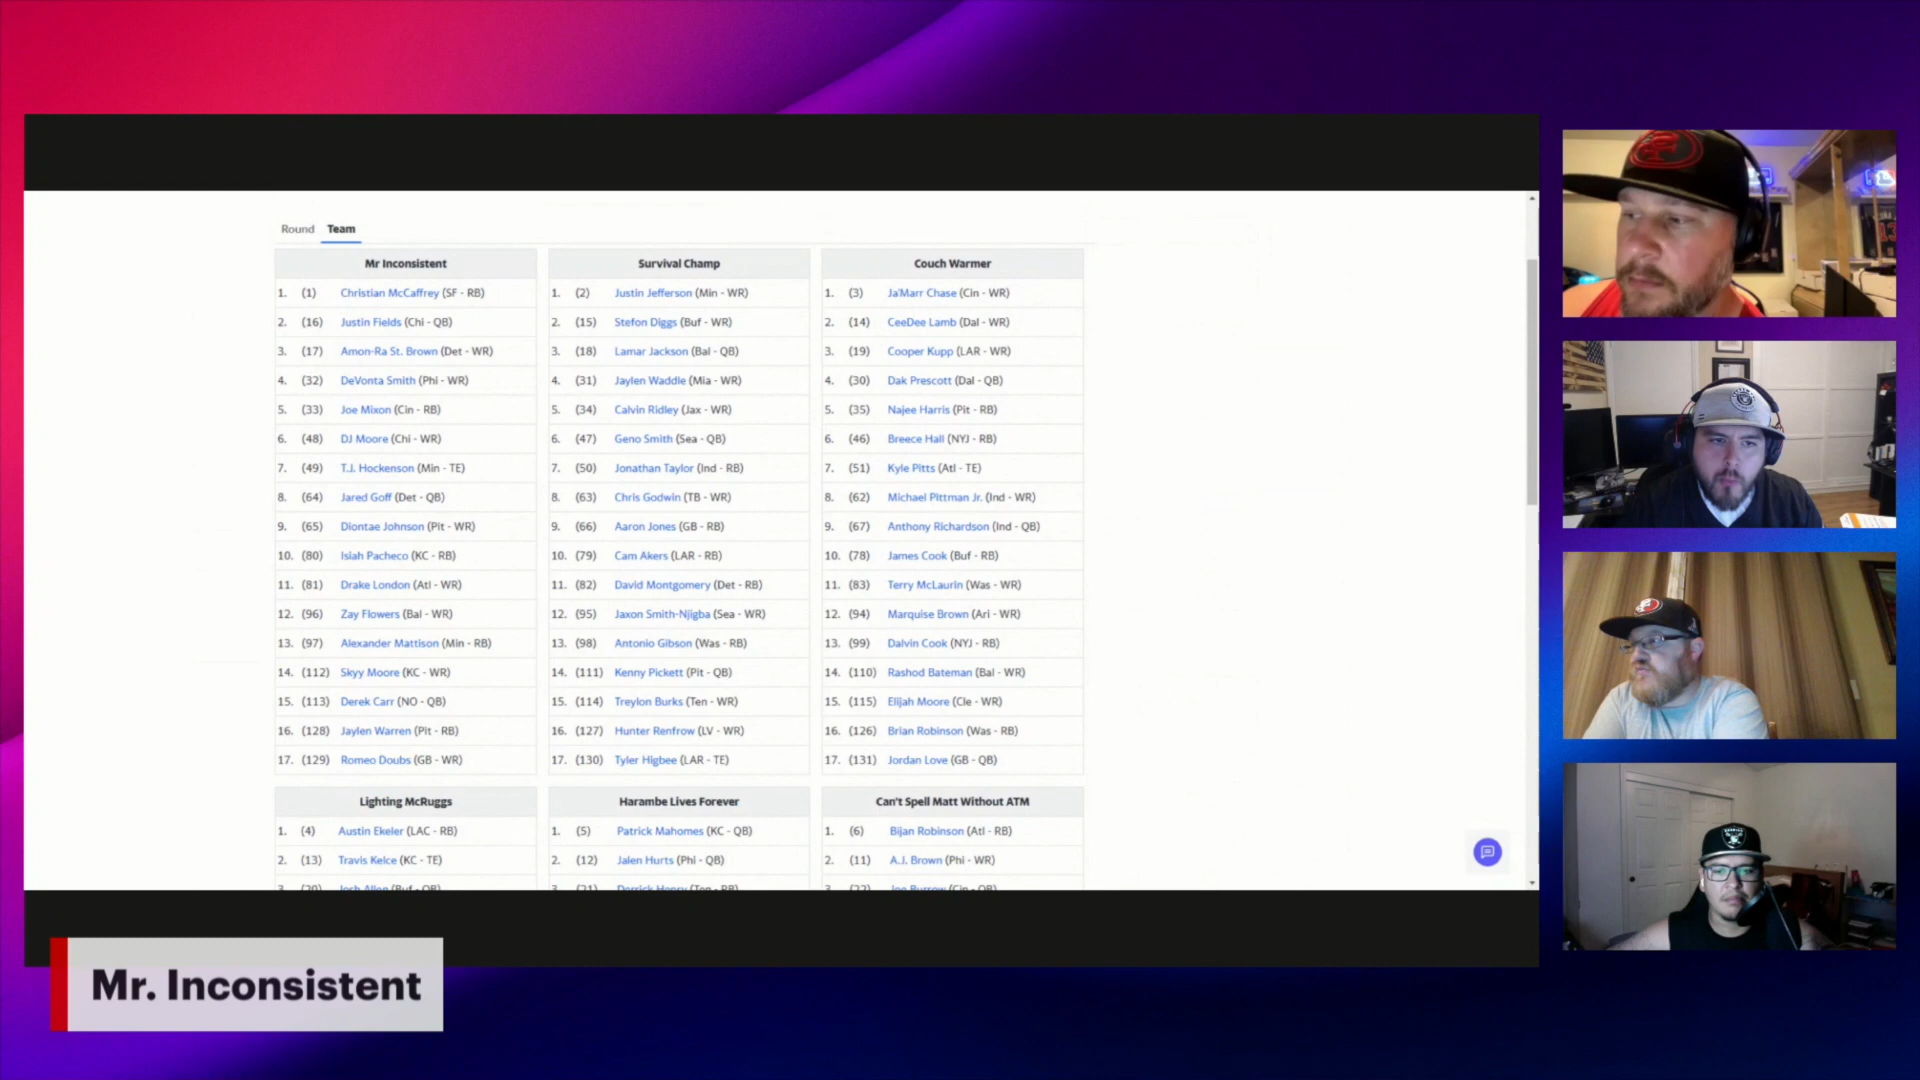 Round Team
Mr Inconsistent
1. (1) Christian McCaffrey (SF - RB)
2. (16) Justin Fields (Chi - QB)
3. (17) Amon-Ra St. Brown (Det - WR)
4. (32) DeVonta Smith (Phi - WR)
5. (33) Joe Mixon (Cin - RB)
6. (48) DJ Moore (Chi - WR)
7. (49) T.J. Hockenson (Min - TE)
8. (64) Jared Goff (Det - QB)
9. (65) Diontae Johnson (Pit - WR)
10. (80) Isiah Pacheco (KC - RB)
11. (81) Drake London (Atl - WR)
12. (96) Zay Flowers (Bal - WR)
13. (97) Alexander Mattison (Min - RB)
14. (112) Skyy Moore (KC - WR)
15. (113) Derek Carr (NO - QB)
16. (128) Jaylen Warren (Pit - RB)
17. (129) Romeo Doubs (GB - WR)
Survival Champ
1. (2) Justin Jefferson (Min - WR)
2. (15) Stefon Diggs (Buf - WR)
3. (18) Lamar Jackson (Bal - QB)
4. (31) Jaylen Waddle (Mia - WR)
5. (34) Calvin Ridley (Jax - WR)
6. (47) Geno Smith (Sea - QB)
7. (50) Jonathan Taylor (Ind - RB)
8. (63) Chris Godwin (TB - WR)
9. (66) Aaron Jones (GB - RB)
10. (79) Cam Akers (LAR - RB)
11. (82) David Montgomery (Det - RB)
12. (95) Jaxon Smith-Njigba (Sea - WR)
13. (98) Antonio Gibson (Was - RB)
14. (111) Kenny Pickett (Pit - QB)
15. (114) Treylon Burks (Ten - WR)
16. (127) Hunter Renfrow (LV - WR)
17. (130) Tyler Higbee (LAR - TE)
Couch Warmer
1. (3) Ja'Marr Chase (Cin - WR)
2. (14) CeeDee Lamb (Dal - WR)
3. (19) Cooper Kupp (LAR - WR)
4. (30) Dak Prescott (Dal - QB)
5. (35) Najee Harris (Pit - RB)
6. (46) Breece Hall (NYJ - RB)
7. (51) Kyle Pitts (Atl - TE)
8. (62) Michael Pittman Jr. (Ind - WR)
9. (67) Anthony Richardson (Ind - QB)
10. (78) James Cook (Buf - RB)
11. (83) Terry McLaurin (Was - WR)
12. (94) Marquise Brown (Ari - WR)
13. (99) Dalvin Cook (NYJ - RB)
14. (110) Rashod Bateman (Bal - WR)
15. (115) Elijah Moore (Cle - WR)
16. (126) Brian Robinson (Was - RB)
17. (131) Jordan Love (GB - QB)
Lighting McRuggs
1. (4) Austin Ekeler (LAC - RB)
2. (13) Travis Kelce (KC - TE)
3. (20) Josh Allen (Buf - QB)
Harambe Lives Forever
1. (5) Patrick Mahomes (KC - QB)
2. (12) Jalen Hurts (Phi - QB)
3. (21) Derrick Henry (Ten - RB)
Can't Spell Matt Without ATM
1. (6) Bijan Robinson (Atl - RB)
2. (11) A.J. Brown (Phi - WR)
3. (22) Joe Burrow (Cin - QB)
Mr. Inconsistent